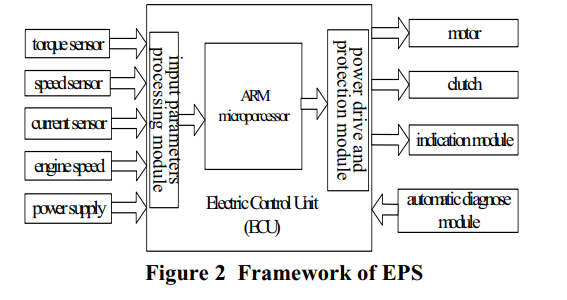 torque sensor
speed sensor
current sensor
engine speed
power supply
input parameters
processing module
ARM
microporcessor
power drive and
protection module
Electric Control Unit
(ECU)
motor
clutch
indication module
automatic diagnose
module
Figure 2 Framework of EPS